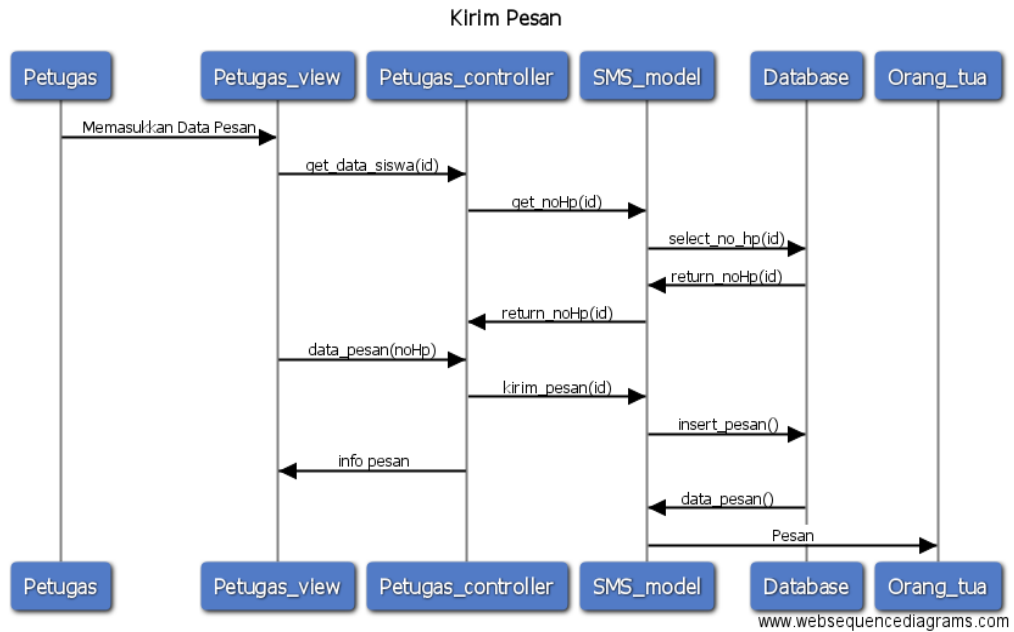 Kirim Pesan
Petugas Petugas_view Petugas_controller SMS_model Database Orang_tua
Memasukkan Data Pesan
get_data_siswa(id)
get_noHp(id)
select_no_hp(id)
return_noHp(id)
return_noHp(id)
data_pesan(noHp)
kirim_pesan(id)
insert_pesan()
info pesan
data_pesan()
Pesan
Petugas Petugas_view Petugas_controller SMS_model Database Orang_tua
www.websequencediagrams.com